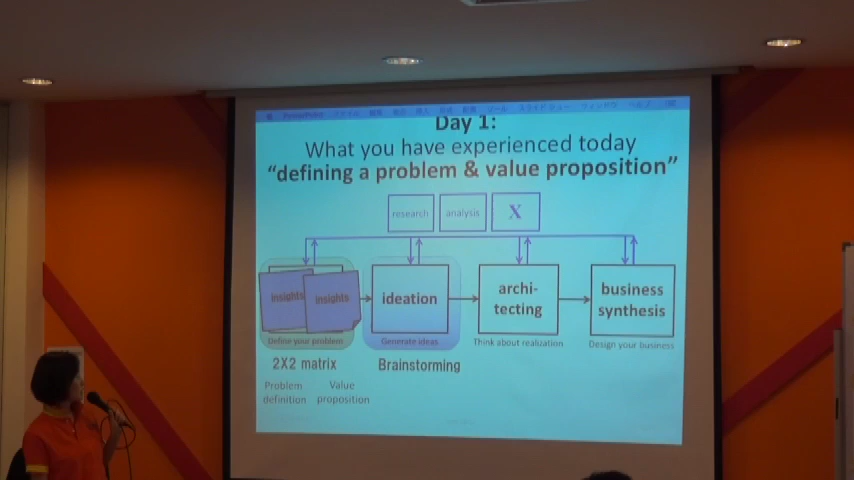 PowerPoint
Day 1:
What you have experienced today
“defining a problem & value proposition”
research analysis X
insights insights ideation archi-tecting business synthesis
Define your problem Generate ideas Think about realization Design your business
2X2 matrix Brainstorming
Problem definition Value proposition